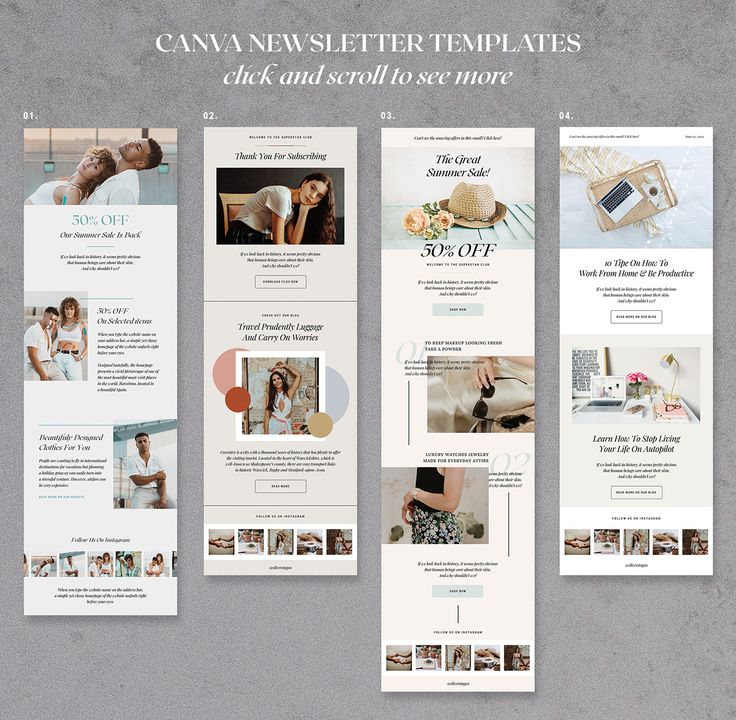 CANVA NEWSLETTER TEMPLATES
click and scroll to see more
01.
50% OFF
Our Summer Sale Is Back
If we look back in history, it seems pretty obvious
that human beings care about their skin.
And why shouldn't we?
50% OFF
On Selected items
When you type the website name on
your address bar, a simple yet classy
homepage of the website unfurls right
before your eyes.
Designed tastefully, the homepage
presents a vivid picturesque of one of
the most beautiful must-visit places
in the world, Barcelona, located in
a beautiful Spain.
Beautifuly Designed
Clothes For You
People are wanting to fly to international
destinations for vacations but planning
a holiday prior can easily turn into
a stressful venture. However, airfare can
be very expensive.
READ MORE ON OUR WEBSITE
Follow Us On Instagram
When you type the website name on the address bar,
a simple yet classy homepage of the website unfurls right
before your eyes.
02.
WELCOME TO THE SUPERSTAR CLUB
Thank You For Subscribing
If we look back in history, it seems pretty obvious
that human beings care about their skin.
And why shouldn't we?
DOWNLOAD FILES NOW
CHECK OUT OUR BLOG
Travel Prudently Luggage
And Carry On Worries
Coventry is a city with a thousand years of history that has plenty to offer
the visiting tourist. Located in the heart of Warwickshire, which is
well-known as Shakespeare's county, there are easy transport links
to historic Warwick, Rugby and Stratford-upon-Avon.
READ MORE
FOLLOW US ON INSTAGRAM
03.
Can't see the amazing offers in this email? Click here!
The Great
Summer Sale!
50% OFF
WELCOME TO THE SUPERSTAR CLUB
If we look back in history, it seems pretty obvious
that human beings care about their skin.
And why shouldn't we?
SHOP NOW
01
TO KEEP MAKEUP LOOKING FRESH
TAKE A POWDER
If we look back in history, it seems pretty obvious
that human beings care about their skin.
And why shouldn't we?
LUXURY WATCHES JEWELRY
MADE FOR EVERYDAY ATTIRE
02
seems pretty obvious
their skin.
If we look back in history, it seems pretty obvious
that human beings care about their skin.
And why shouldn't we?
SHOP NOW
FOLLOW US ON INSTAGRAM
04.
Can't see the amazing offers in this email? Click here!
10 Tips On How To
Work From Home & Be Productive
If we look back in history, it seems pretty obvious
that human beings care about their skin.
And why shouldn't we?
READ MORE ON OUR BLOG
Learn How To Stop Living
Your Life On Autopilot
If we look back in history, it seems pretty obvious
that human beings care about their skin.
And why shouldn't we?
READ MORE ON OUR BLOG
FOLLOW US ON INSTAGRAM